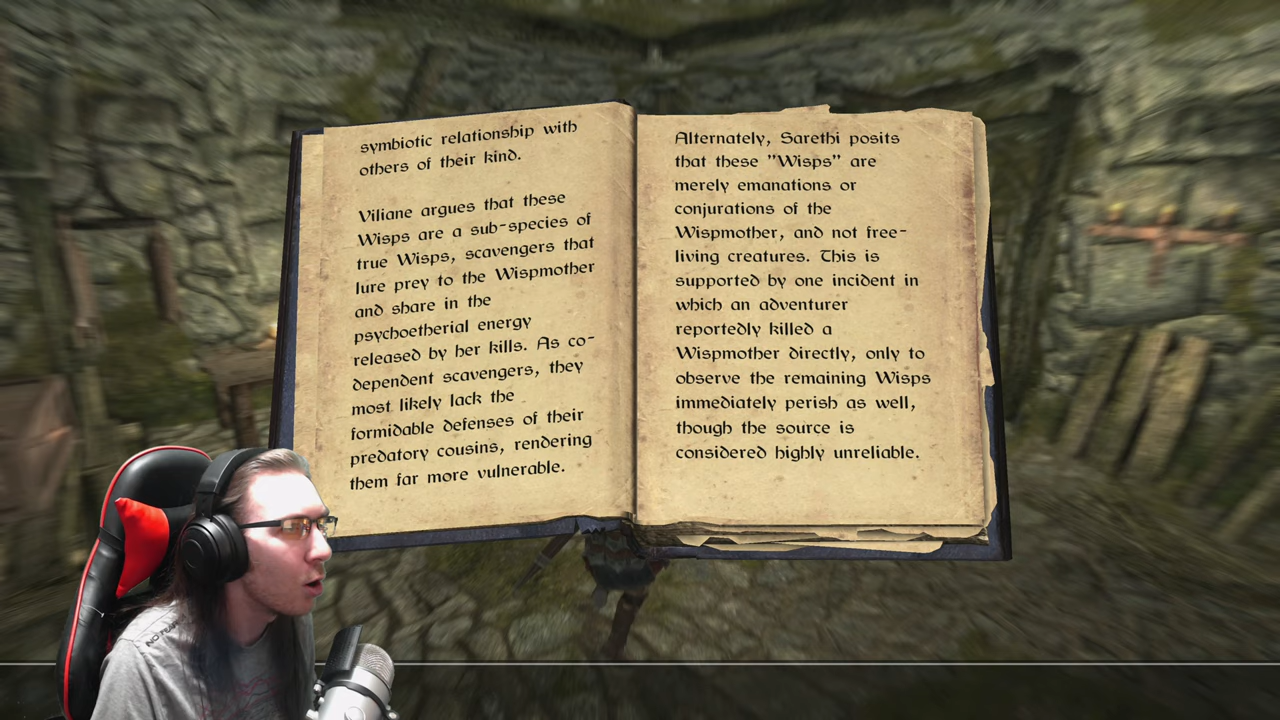 symbiotic relationship with
others of their kind.
Viliane argues that these
Wisps are a sub-species of
true Wisps, scavengers that
lure prey to the Wispmother
and share in the
psychoetherial energy
released by her kills. As co-
dependent scavengers, they
most likely lack the
formidable defenses of their
predatory cousins, rendering
them far more vulnerable.
Alternately, Sarethi posits
that these "Wisps" are
merely emanations or
conjurations of the
Wispmother, and not free-
living creatures. This is
supported by one incident in
which an adventurer
reportedly killed a
Wispmother directly, only to
observe the remaining Wisps
immediately perish as well,
though the source is
considered highly unreliable.